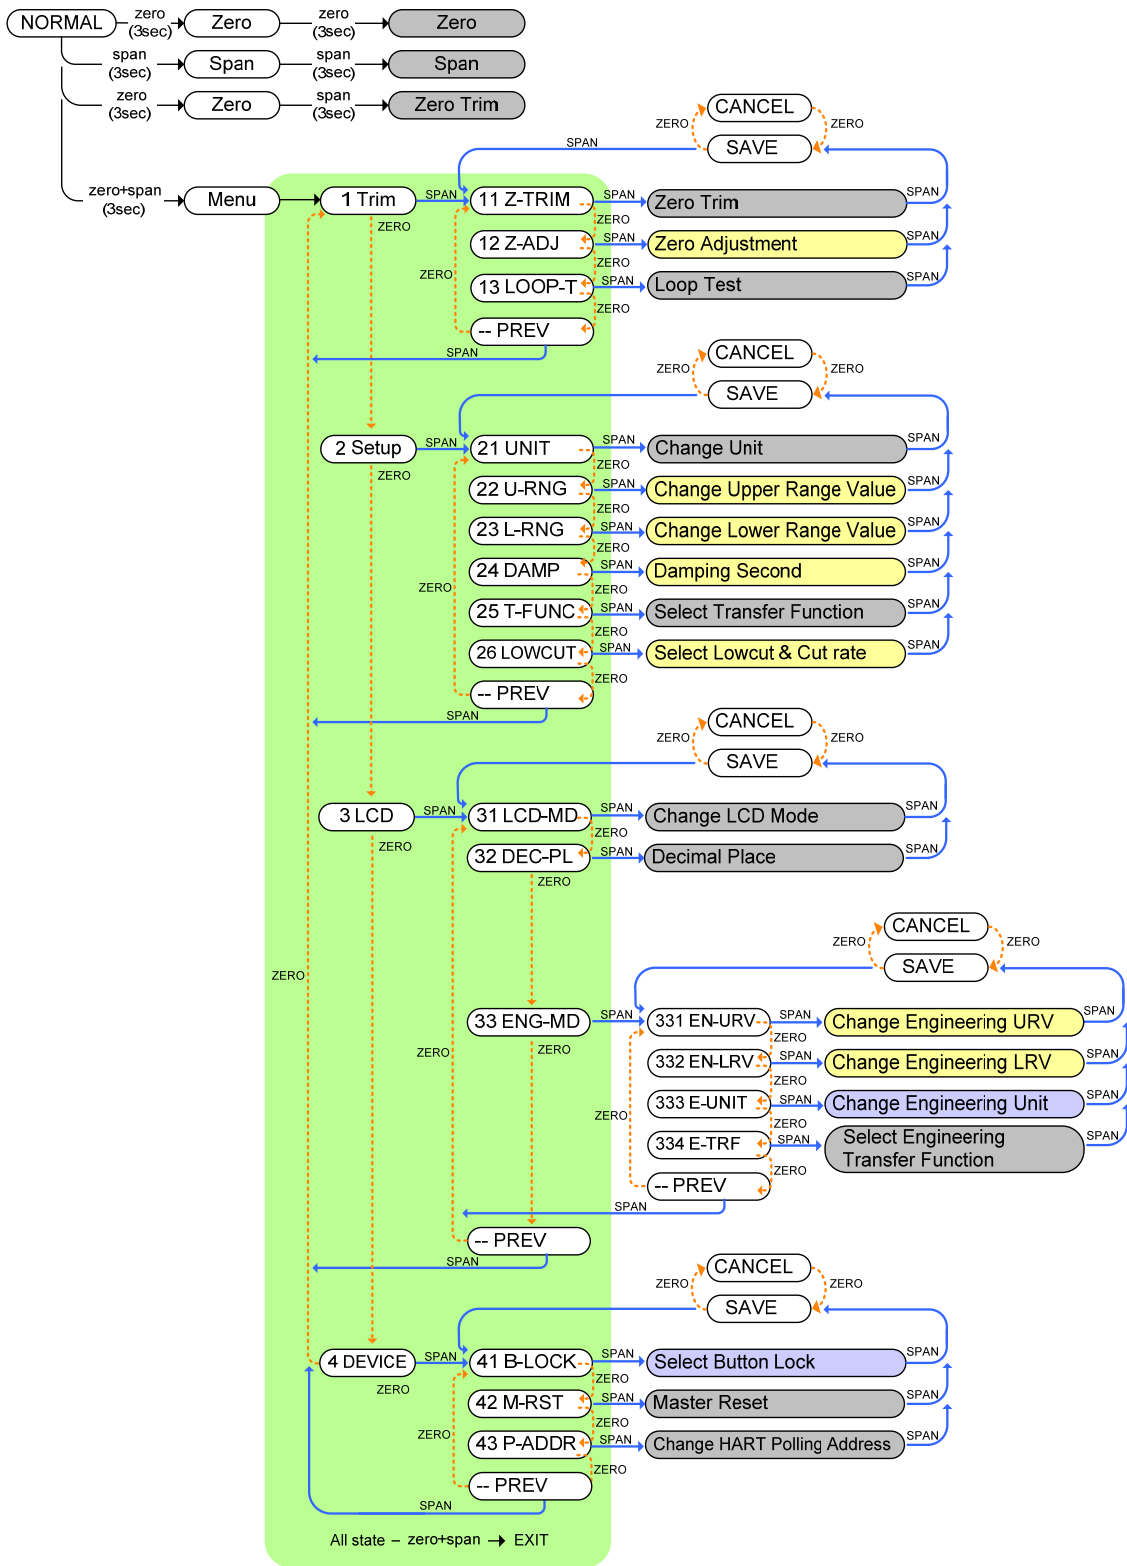 NORMAL
zero
(3sec)
Zero
zero
(3sec)
Zero
span
(3sec)
Span
span
(3sec)
Span
zero
(3sec)
Zero
span
(3sec)
Zero Trim
zero+span
(3sec)
Menu
CANCEL
ZERO
ZERO
SAVE
SPAN
1 Trim
SPAN
11 Z-TRIM
SPAN
Zero Trim
SPAN
ZERO
ZERO
12 Z-ADJ
SPAN
Zero Adjustment
SPAN
ZERO
ZERO
13 LOOP-T
SPAN
Loop Test
SPAN
ZERO
-- PREV
SPAN
CANCEL
ZERO
ZERO
SAVE
2 Setup
SPAN
21 UNIT
SPAN
Change Unit
SPAN
ZERO
ZERO
22 U-RNG
SPAN
Change Upper Range Value
SPAN
ZERO
23 L-RNG
SPAN
Change Lower Range Value
SPAN
ZERO
24 DAMP
SPAN
Damping Second
SPAN
ZERO
ZERO
25 T-FUNC
SPAN
Select Transfer Function
SPAN
ZERO
26 LOWCUT
SPAN
Select Lowcut & Cut rate
SPAN
ZERO
-- PREV
SPAN
CANCEL
ZERO
ZERO
SAVE
3 LCD
SPAN
31 LCD-MD
SPAN
Change LCD Mode
SPAN
ZERO
ZERO
32 DEC-PL
SPAN
Decimal Place
SPAN
ZERO
CANCEL
ZERO
ZERO
SAVE
ZERO
33 ENG-MD
SPAN
331 EN-URV
SPAN
Change Engineering URV
SPAN
ZERO
ZERO
ZERO
332 EN-LRV
SPAN
Change Engineering LRV
SPAN
ZERO
ZERO
333 E-UNIT
SPAN
Change Engineering Unit
SPAN
ZERO
334 E-TRF
SPAN
Select Engineering
Transfer Function
SPAN
ZERO
-- PREV
SPAN
-- PREV
SPAN
CANCEL
ZERO
ZERO
SAVE
4 DEVICE
SPAN
41 B-LOCK
SPAN
Select Button Lock
SPAN
ZERO
ZERO
42 M-RST
SPAN
Master Reset
SPAN
ZERO
ZERO
43 P-ADDR
SPAN
Change HART Polling Address
SPAN
ZERO
-- PREV
SPAN
All state – zero+span → EXIT